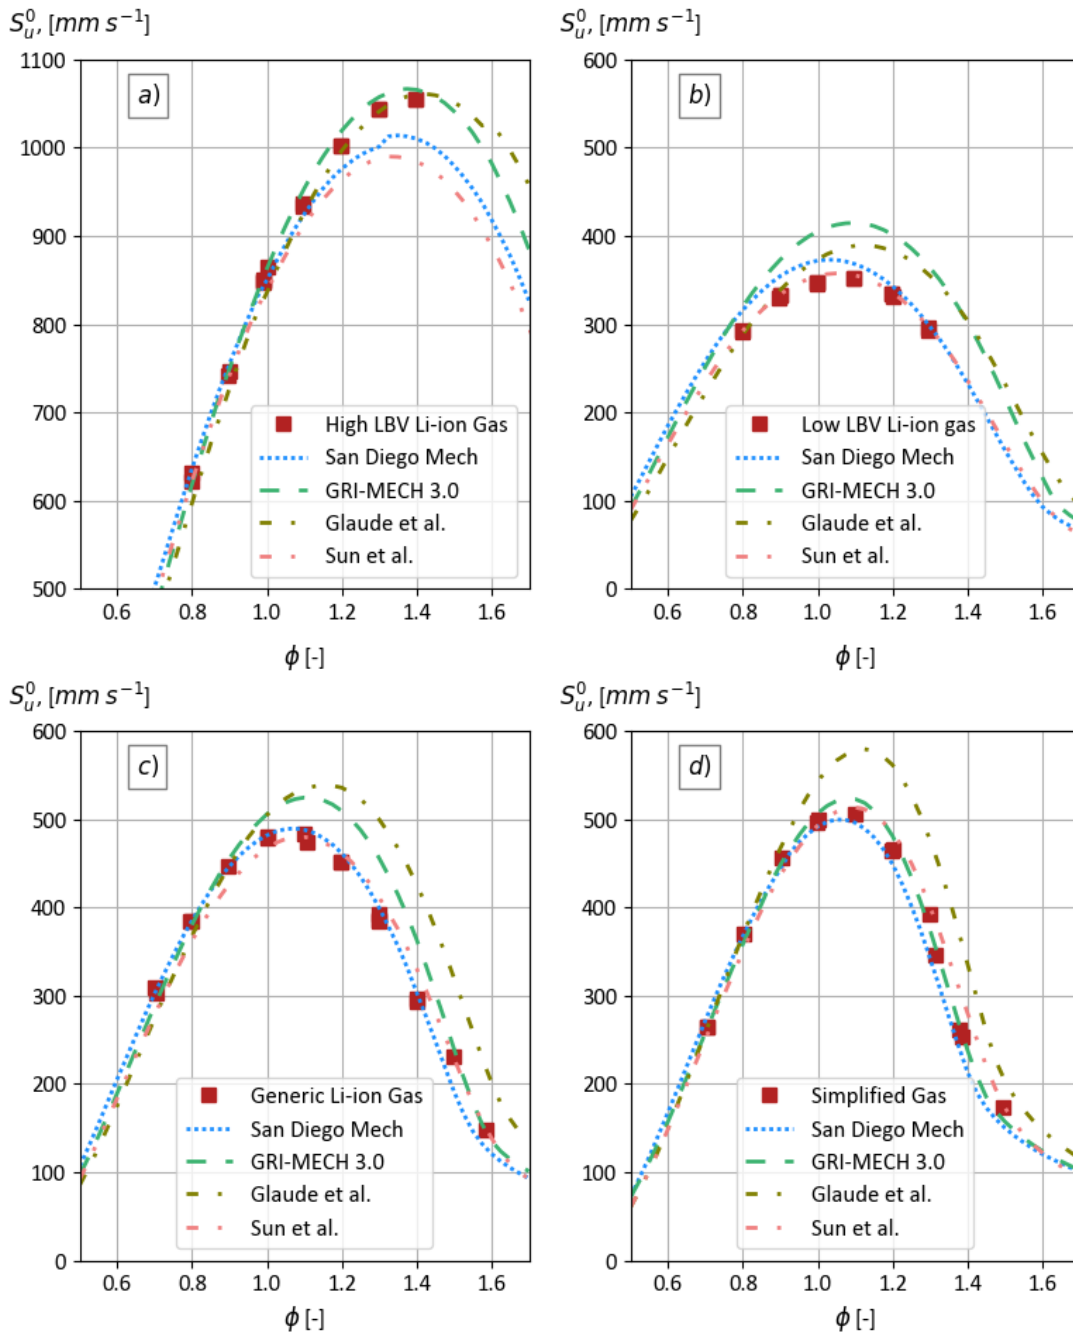 S_u^0, [mm s^-1]
a)
1100
1000
900
800
700
600
500
High LBV Li-ion Gas
San Diego Mech
GRI-MECH 3.0
Glaude et al.
Sun et al.
0.6 0.8 1.0 1.2 1.4 1.6
ϕ [-]
S_u^0, [mm s^-1]
b)
600
500
400
300
200
100
0
Low LBV Li-ion gas
San Diego Mech
GRI-MECH 3.0
Glaude et al.
Sun et al.
0.6 0.8 1.0 1.2 1.4 1.6
ϕ [-]
S_u^0, [mm s^-1]
c)
600
500
400
300
200
100
0
Generic Li-ion Gas
San Diego Mech
GRI-MECH 3.0
Glaude et al.
Sun et al.
0.6 0.8 1.0 1.2 1.4 1.6
ϕ [-]
S_u^0, [mm s^-1]
d)
600
500
400
300
200
100
0
Simplified Gas
San Diego Mech
GRI-MECH 3.0
Glaude et al.
Sun et al.
0.6 0.8 1.0 1.2 1.4 1.6
ϕ [-]